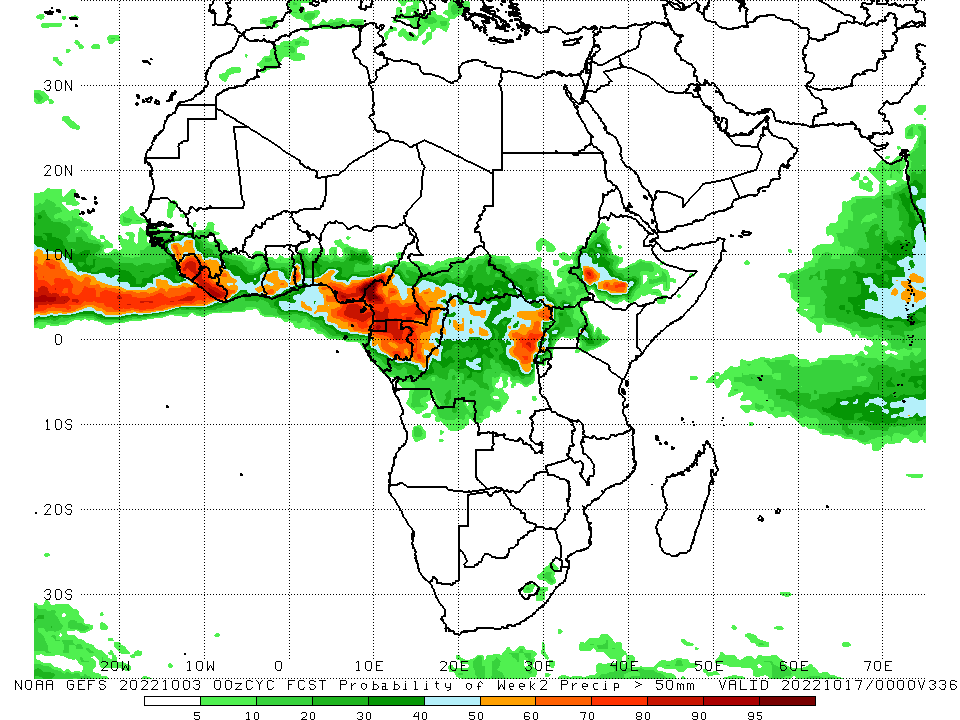 30N
20N
10N
0
10S
20S
30S
20W 10W 0 10E 20E 30E 40E 50E 60E 70E
NOAA GEFS 20221003 00zCYC FCST Probability of Week2 Precip > 50mm VALID 20221017/0000V336
5 10 20 30 40 50 60 70 80 90 95